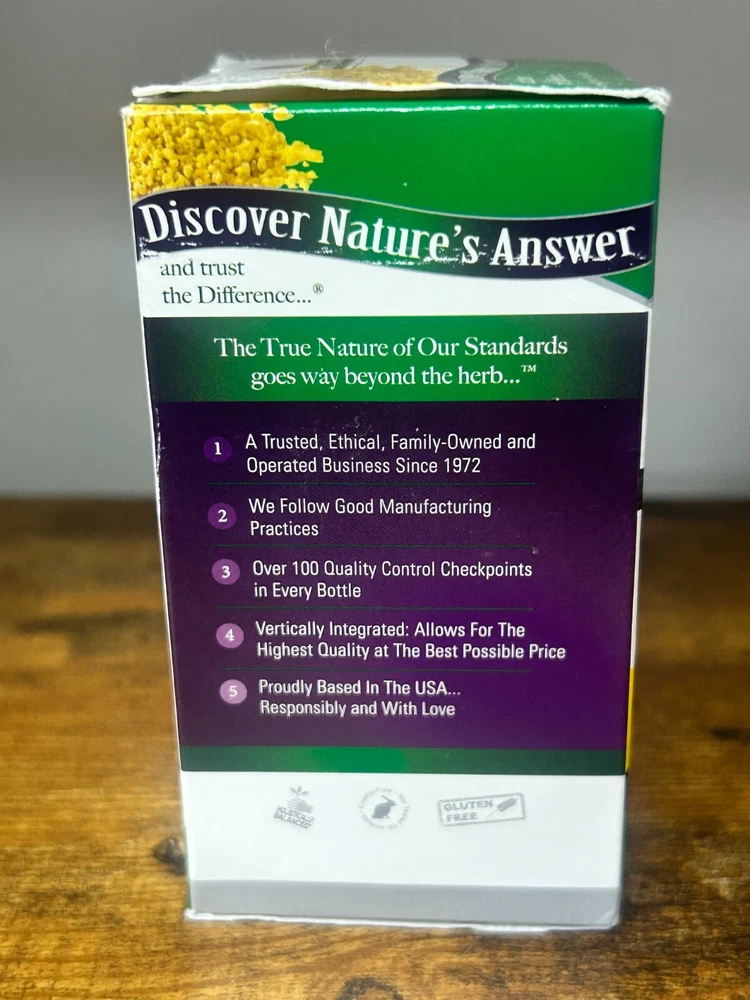 Discover Nature's Answer
and trust
the Difference...®
The True Nature of Our Standards
goes way beyond the herb...™
1 A Trusted, Ethical, Family-Owned and
Operated Business Since 1972
2 We Follow Good Manufacturing
Practices
3 Over 100 Quality Control Checkpoints
in Every Bottle
4 Vertically Integrated: Allows For The
Highest Quality at The Best Possible Price
5 Proudly Based In The USA...
Responsibly and With Love
HOLISTICALLY
BALANCED
GLUTEN
FREE